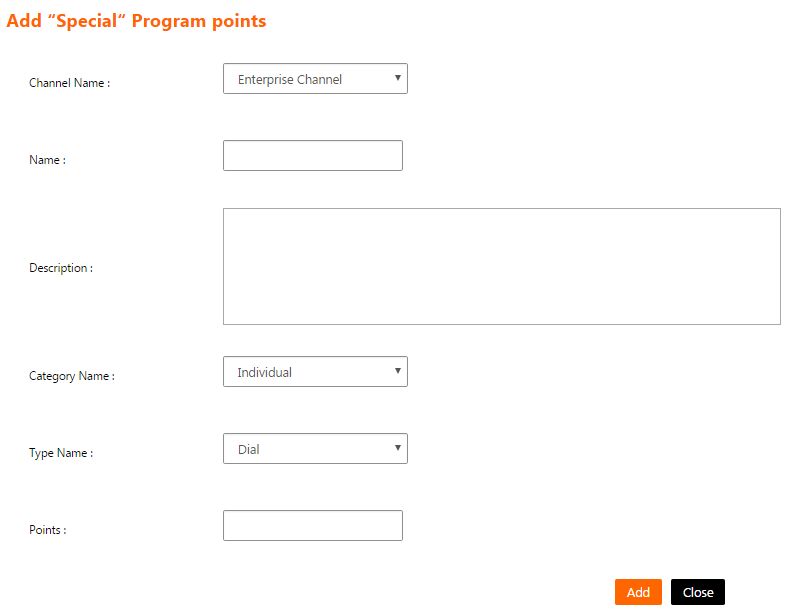 Add “Special“ Program points
Channel Name : Enterprise Channel
Name :
Description :
Category Name : Individual
Type Name : Dial
Points :
Add Close